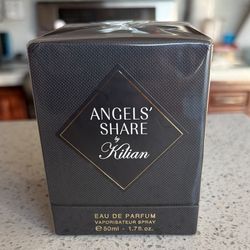 ANGELS'
SHARE
by
Kilian
EAU DE PARFUM
VAPORISATEUR SPRAY
℮50ml - 1.7fl.oz.